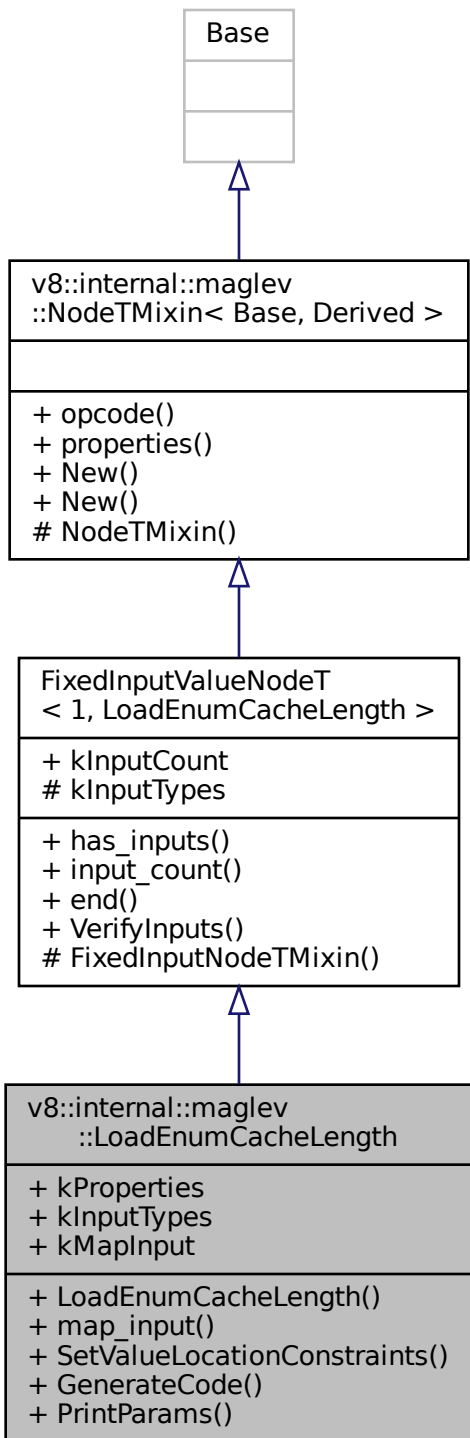 Base
v8::internal::maglev
::NodeTMixin< Base, Derived >
+ opcode()
+ properties()
+ New()
+ New()
# NodeTMixin()
FixedInputValueNodeT
< 1, LoadEnumCacheLength >
+ kInputCount
# kInputTypes
+ has_inputs()
+ input_count()
+ end()
+ VerifyInputs()
# FixedInputNodeTMixin()
v8::internal::maglev
::LoadEnumCacheLength
+ kProperties
+ kInputTypes
+ kMapInput
+ LoadEnumCacheLength()
+ map_input()
+ SetValueLocationConstraints()
+ GenerateCode()
+ PrintParams()